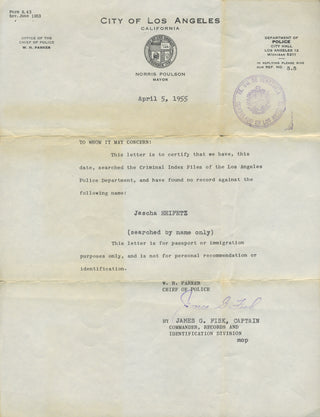 Form 5.43
Rev. June 1953
CITY OF LOS ANGELES
CALIFORNIA
OFFICE OF THE
CHIEF OF POLICE
W. H. PARKER
DEPARTMENT OF
POLICE
CITY HALL
LOS ANGELES 12
MICHIGAN 5211
IN REPLYING PLEASE GIVE
OUR REF. NO. 5.5
NORRIS POULSON
MAYOR
April 5, 1955
TO WHOM IT MAY CONCERN:
This letter is to certify that we have, this
date, searched the Criminal Index Files of the Los Angeles
Police Department, and have found no record against the
following name:
Jascha HEIFETZ
(searched by name only)
This letter is for passport or immigration
purposes only, and is not for personal recommendation or
identification.
W. H. PARKER
CHIEF OF POLICE
James G. Fisk
BY JAMES G. FISK, CAPTAIN
COMMANDER, RECORDS AND
IDENTIFICATION DIVISION
mop